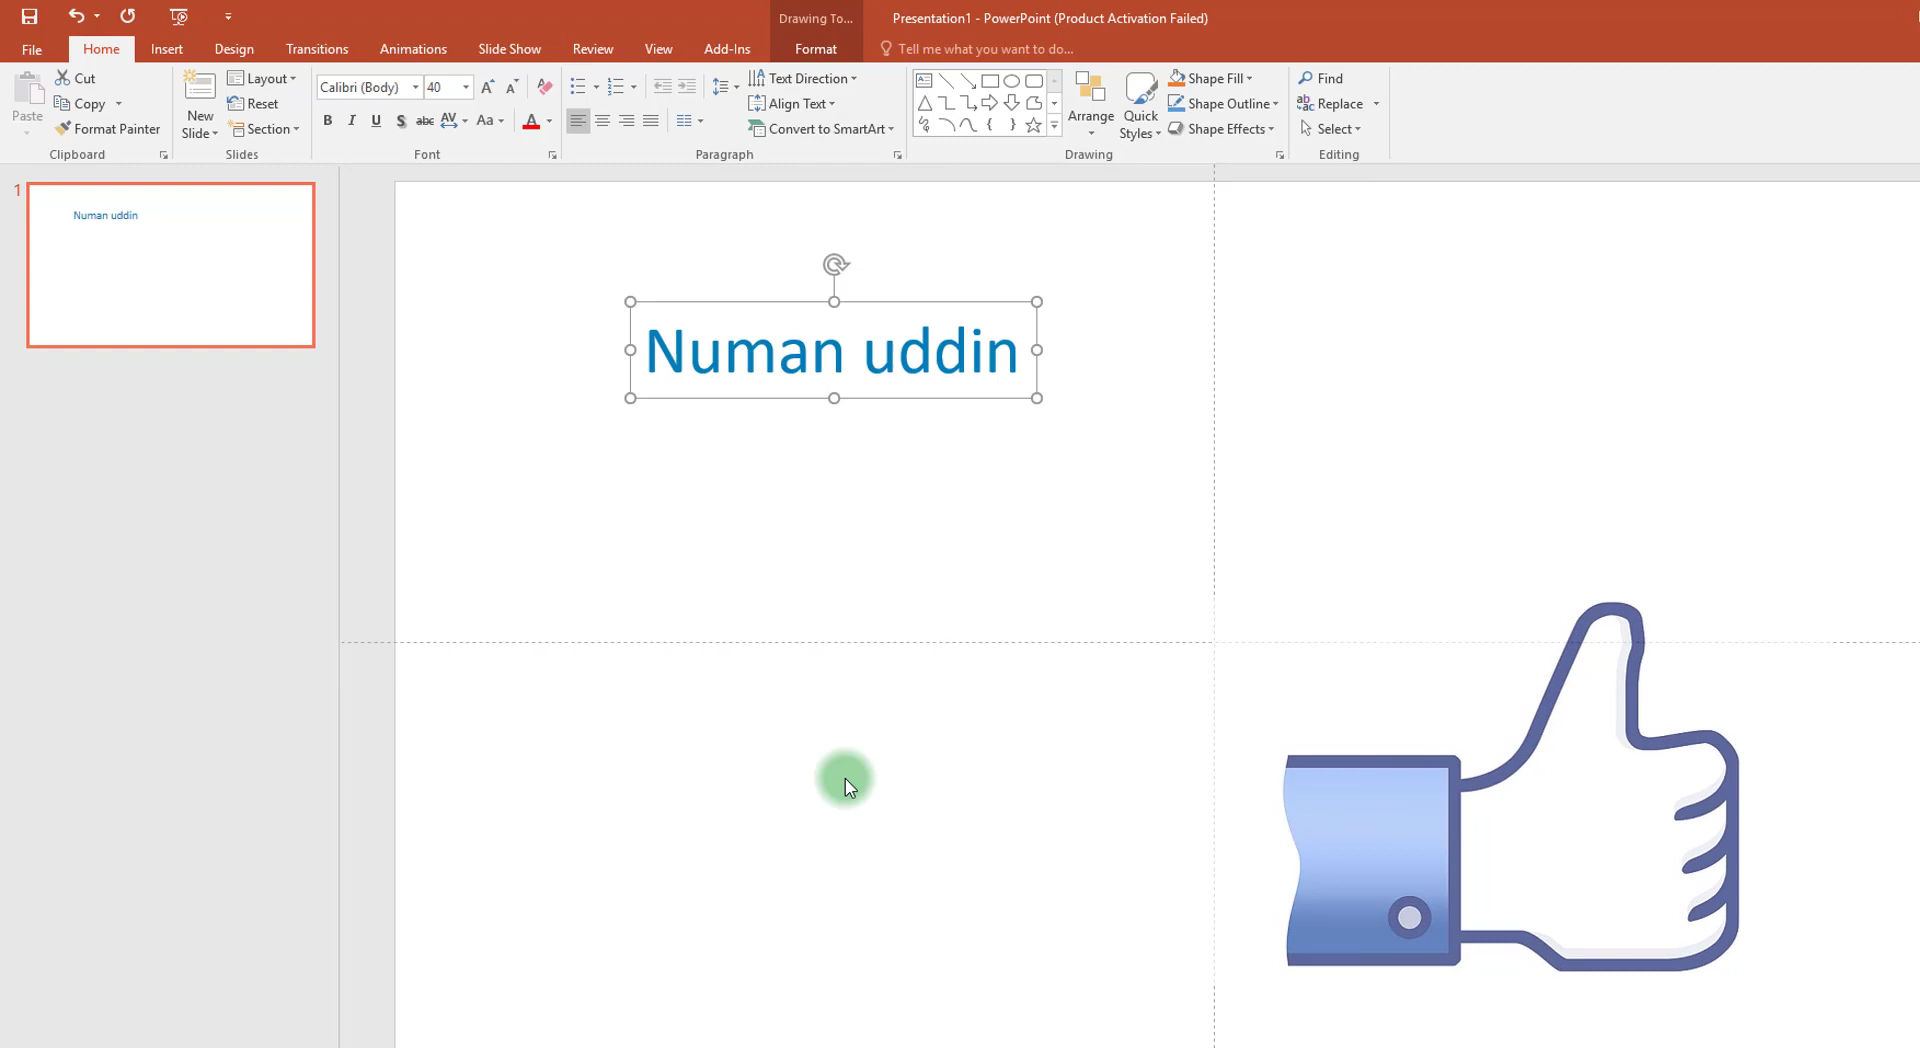 Drawing To...
Presentation1 - PowerPoint (Product Activation Failed)
File
Home
Insert
Design
Transitions
Animations
Slide Show
Review
View
Add-Ins
Format
Tell me what you want to do...
Paste
Cut
Copy
Format Painter
Clipboard
New
Slide
Layout
Reset
Section
Slides
Calibri (Body)
40
B I U S abc AV Aa A
Font
Text Direction
Align Text
Convert to SmartArt
Paragraph
Arrange
Quick
Styles
Shape Fill
Shape Outline
Shape Effects
Drawing
Find
Replace
Select
Editing
1
Numan uddin
Numan uddin